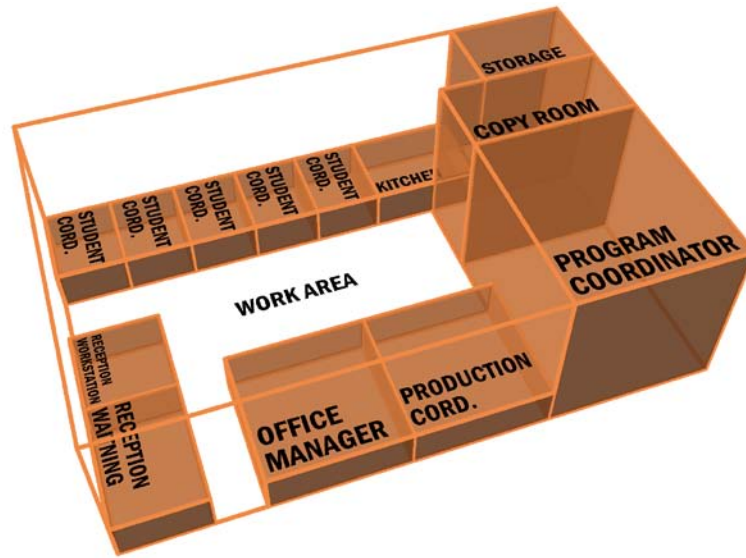 STORAGE
COPY ROOM
STUDENT
CORD.
STUDENT
CORD.
STUDENT
CORD.
STUDENT
CORD.
STUDENT
CORD.
KITCHEN
PROGRAM
COORDINATOR
WORK AREA
RECEPTION
WORKSTATION
RECEPTION
OFFICE
MANAGER
PRODUCTION
CORD.